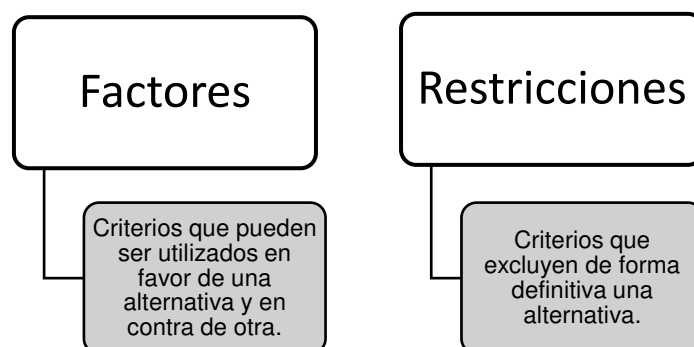 Factores
Criterios que pueden
ser utilizados en
favor de una
alternativa y en
contra de otra.
Restricciones
Criterios que
excluyen de forma
definitiva una
alternativa.